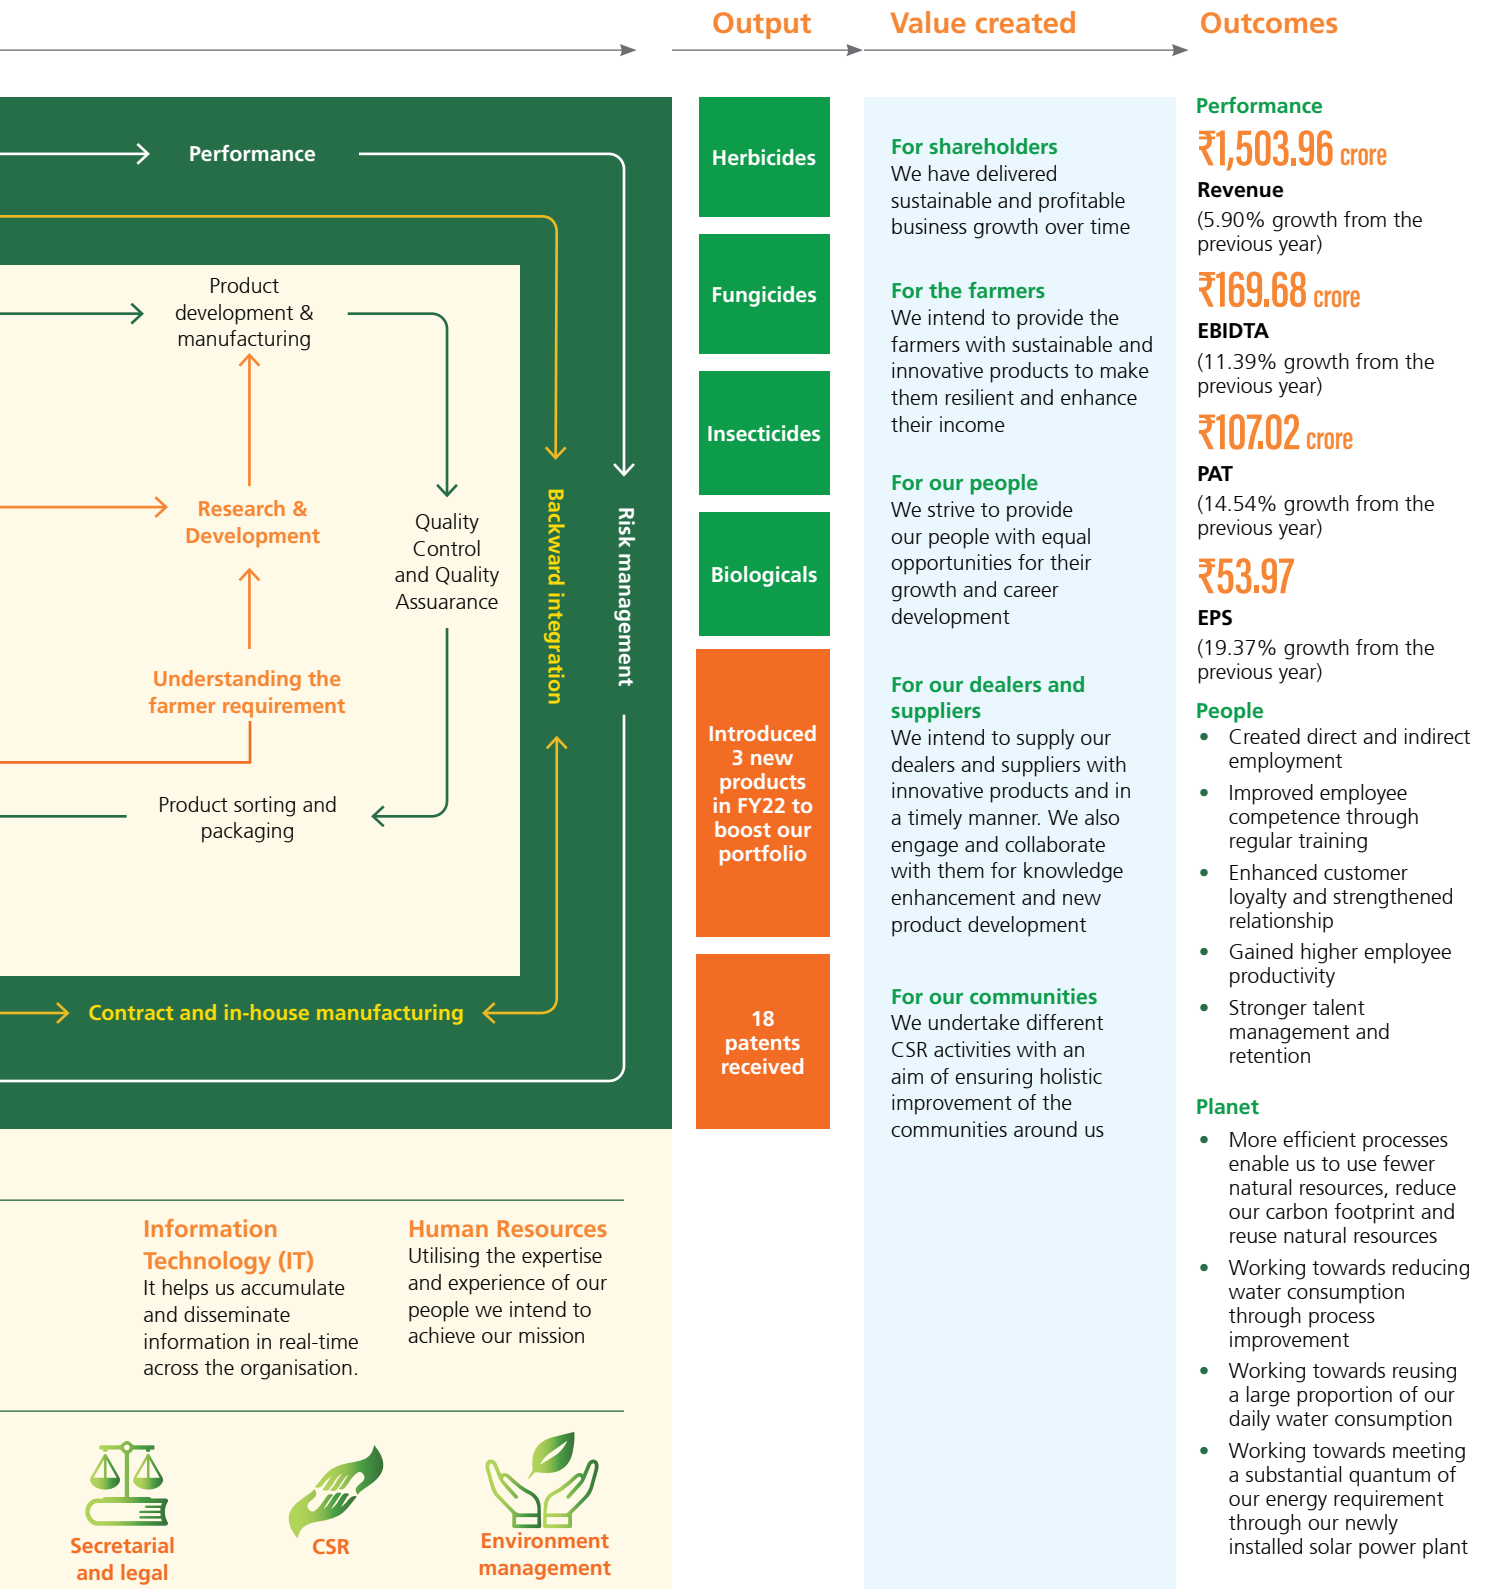 Output
Value created
Outcomes
Performance
Product
development &
manufacturing
Research &
Development
Quality
Control
and Quality
Assuarance
Understanding the
farmer requirement
Product sorting and
packaging
Backward integration
Risk management
Contract and in-house manufacturing
Herbicides
Fungicides
Insecticides
Biologicals
Introduced
3 new
products
in FY22 to
boost our
portfolio
18
patents
received
For shareholders
We have delivered
sustainable and profitable
business growth over time
For the farmers
We intend to provide the
farmers with sustainable and
innovative products to make
them resilient and enhance
their income
For our people
We strive to provide
our people with equal
opportunities for their
growth and career
development
For our dealers and
suppliers
We intend to supply our
dealers and suppliers with
innovative products and in
a timely manner. We also
engage and collaborate
with them for knowledge
enhancement and new
product development
For our communities
We undertake different
CSR activities with an
aim of ensuring holistic
improvement of the
communities around us
Performance
₹1,503.96 crore
Revenue
(5.90% growth from the
previous year)
₹169.68 crore
EBIDTA
(11.39% growth from the
previous year)
₹107.02 crore
PAT
(14.54% growth from the
previous year)
₹53.97
EPS
(19.37% growth from the
previous year)
People
• Created direct and indirect
employment
• Improved employee
competence through
regular training
• Enhanced customer
loyalty and strengthened
relationship
• Gained higher employee
productivity
• Stronger talent
management and
retention
Planet
• More efficient processes
enable us to use fewer
natural resources, reduce
our carbon footprint and
reuse natural resources
• Working towards reducing
water consumption
through process
improvement
• Working towards reusing
a large proportion of our
daily water consumption
• Working towards meeting
a substantial quantum of
our energy requirement
through our newly
installed solar power plant
Information
Technology (IT)
It helps us accumulate
and disseminate
information in real-time
across the organisation.
Human Resources
Utilising the expertise
and experience of our
people we intend to
achieve our mission
Secretarial
and legal
CSR
Environment
management